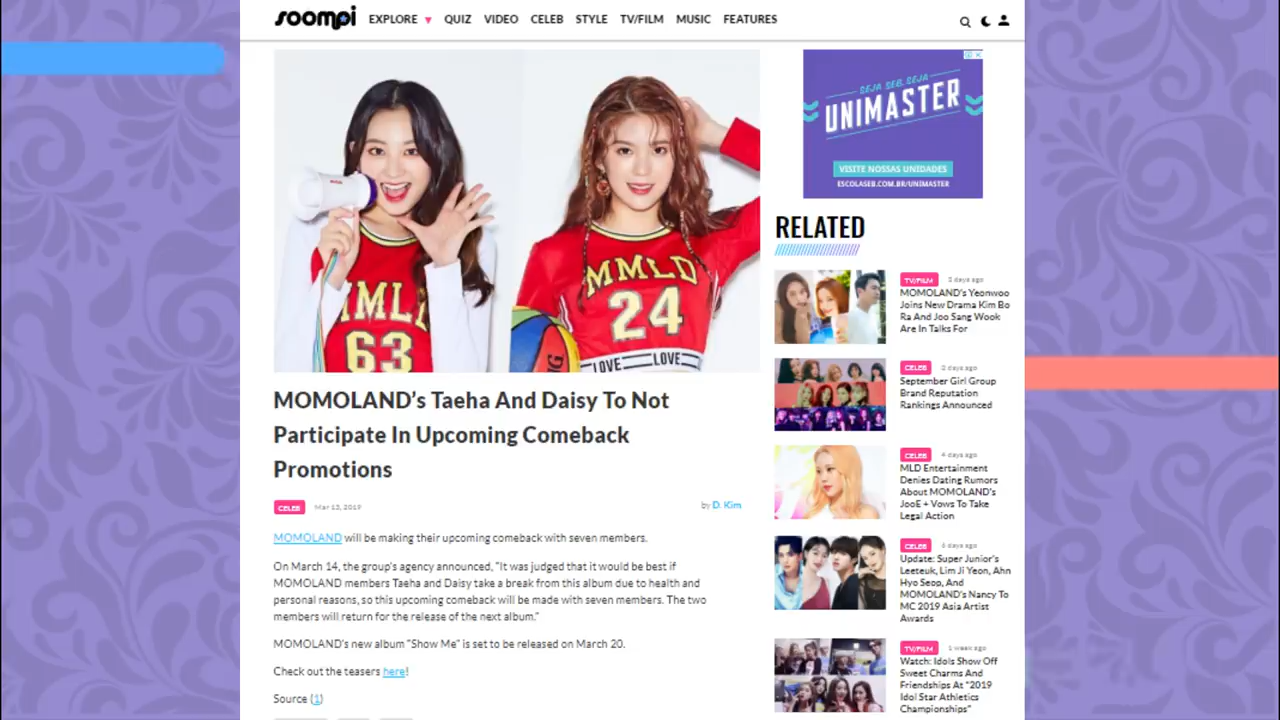 soompi EXPLORE QUIZ VIDEO CELEB STYLE TV/FILM MUSIC FEATURES
MMLD
63
MMLD
24
LOVE LOVE
MOMOLAND's Taeha And Daisy To Not
Participate In Upcoming Comeback
Promotions
CELEB Mar 13, 2019 by D. Kim
MOMOLAND will be making their upcoming comeback with seven members.
On March 14, the group's agency announced, "It was judged that it would be best if
MOMOLAND members Taeha and Daisy take a break from this album due to health and
personal reasons, so this upcoming comeback will be made with seven members. The two
members will return for the release of the next album."
MOMOLAND's new album "Show Me" is set to be released on March 20.
Check out the teasers here!
Source (1)
SEJA SEB, SEJA
UNIMASTER
VISITE NOSSAS UNIDADES
ESCOLASEB.COM.BR/UNIMASTER
RELATED
TV/FILM 2 days ago
MOMOLAND's Yeonwoo
Joins New Drama Kim Bo
Ra And Joo Sang Wook
Are In Talks For
CELEB 2 days ago
September Girl Group
Brand Reputation
Rankings Announced
CELEB 4 days ago
MLD Entertainment
Denies Dating Rumors
About MOMOLAND's
JooE + Vows To Take
Legal Action
CELEB 6 days ago
Update: Super Junior's
Leeteuk, Lim Ji Yeon, Ahn
Hyo Seop, And
MOMOLAND's Nancy To
MC 2019 Asia Artist
Awards
TV/FILM 1 week ago
Watch: Idols Show Off
Sweet Charms And
Friendships At "2019
Idol Star Athletics
Championships"